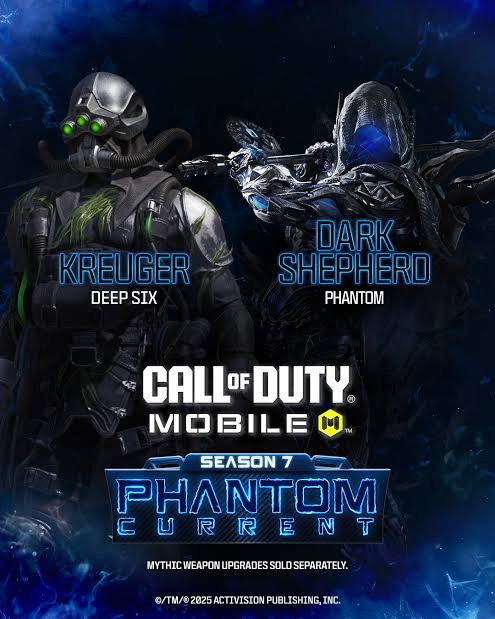 KREUGER
DEEP SIX
DARK
SHEPHERD
PHANTOM
CALL OF DUTY®
MOBILE ™
SEASON 7
PHANTOM
CURRENT
MYTHIC WEAPON UPGRADES SOLD SEPARATELY.
©/TM/® 2025 ACTIVISION PUBLISHING, INC.